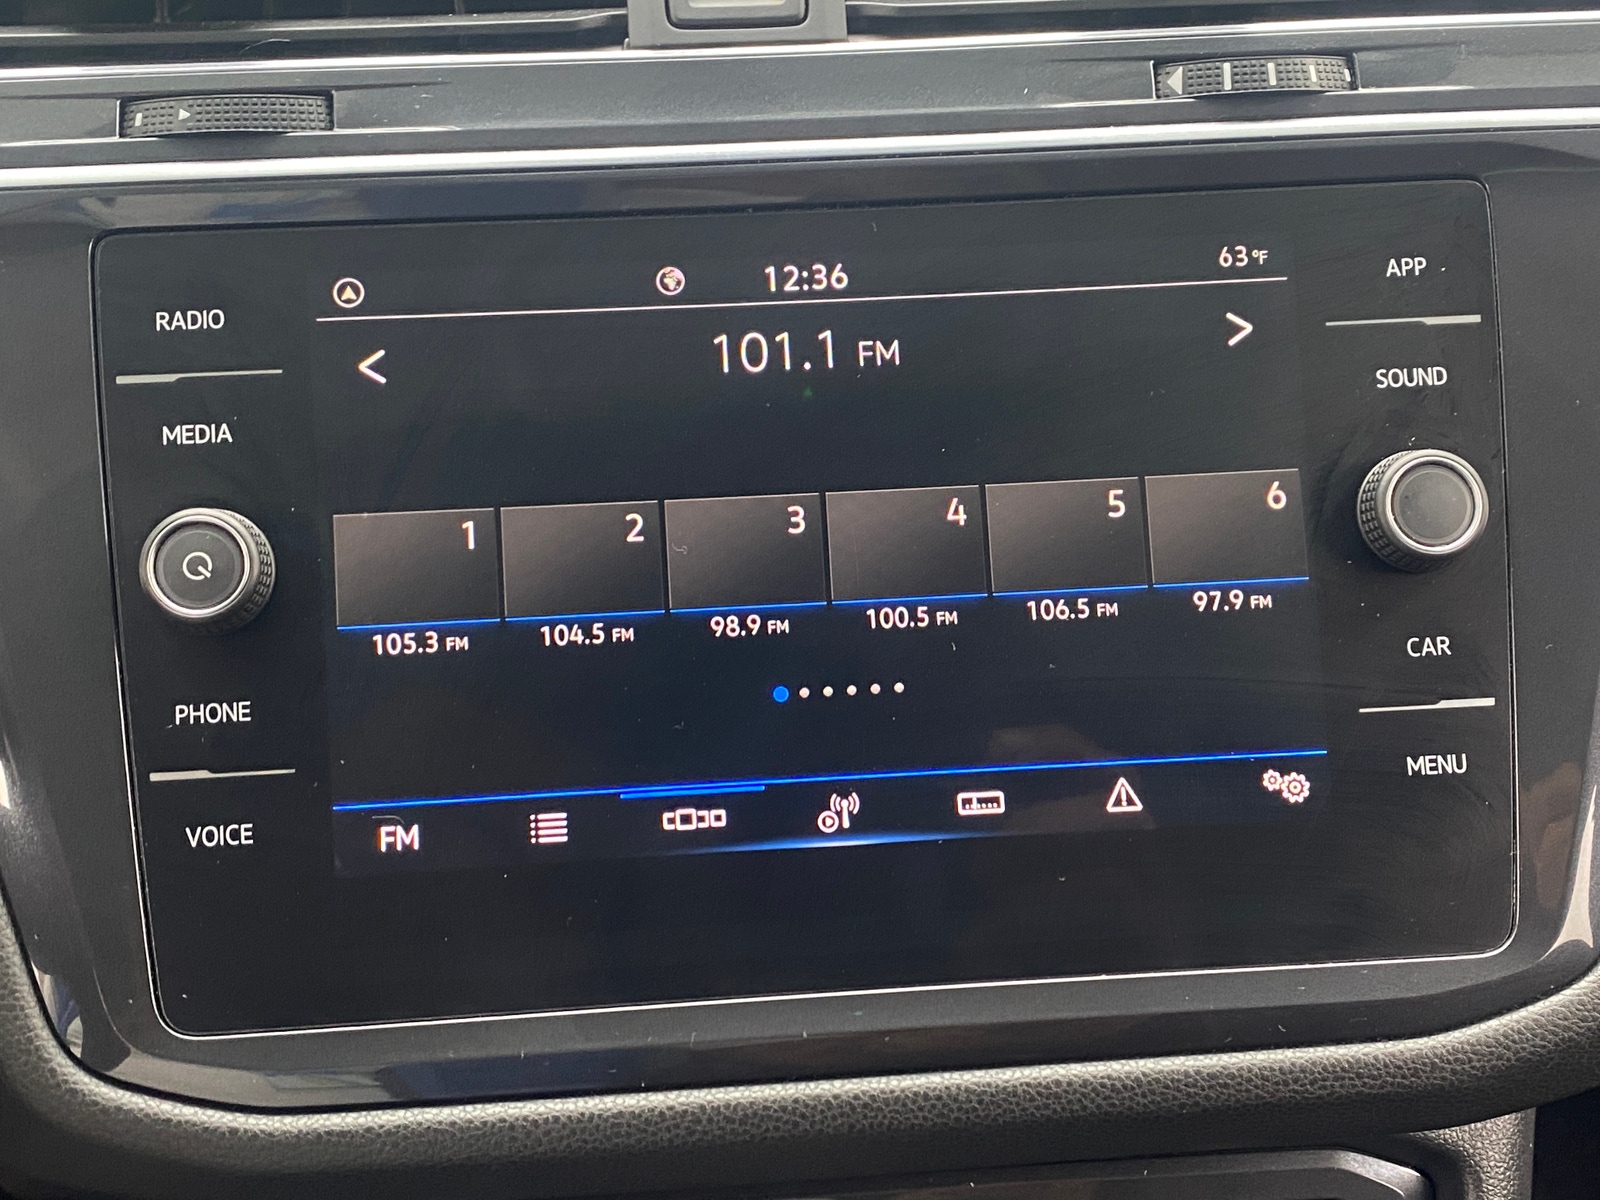 12:36
63°F
101.1 FM
RADIO
MEDIA
PHONE
VOICE
1 2 3 4 5 6
105.3 FM 104.5 FM 98.9 FM 100.5 FM 106.5 FM 97.9 FM
FM
APP
SOUND
CAR
MENU